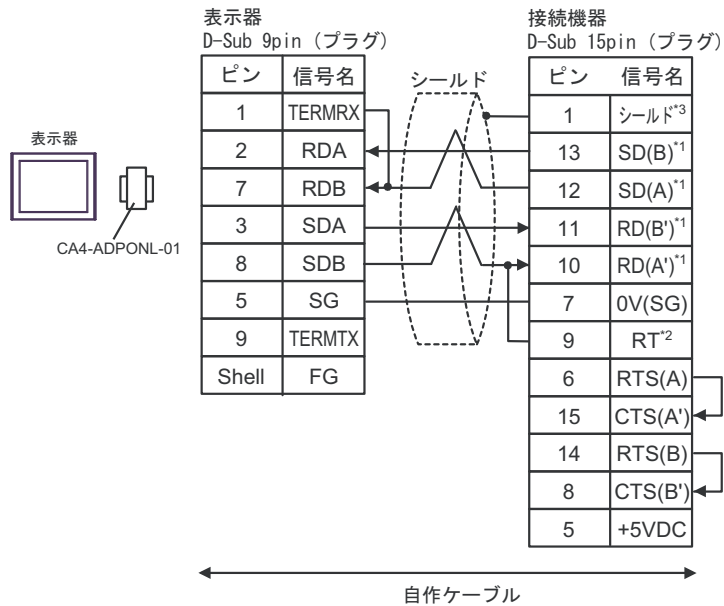 表示器
D-Sub 9pin (プラグ)
ピン 信号名
1 TERMRX
2 RDA
7 RDB
3 SDA
8 SDB
5 SG
9 TERMTX
Shell FG
シールド
接続機器
D-Sub 15pin (プラグ)
ピン 信号名
1 シールド*3
13 SD(B)*1
12 SD(A)*1
11 RD(B')*1
10 RD(A')*1
7 0V(SG)
9 RT*2
6 RTS(A)
15 CTS(A')
14 RTS(B)
8 CTS(B')
5 +5VDC
表示器
CA4-ADPONL-01
自作ケーブル